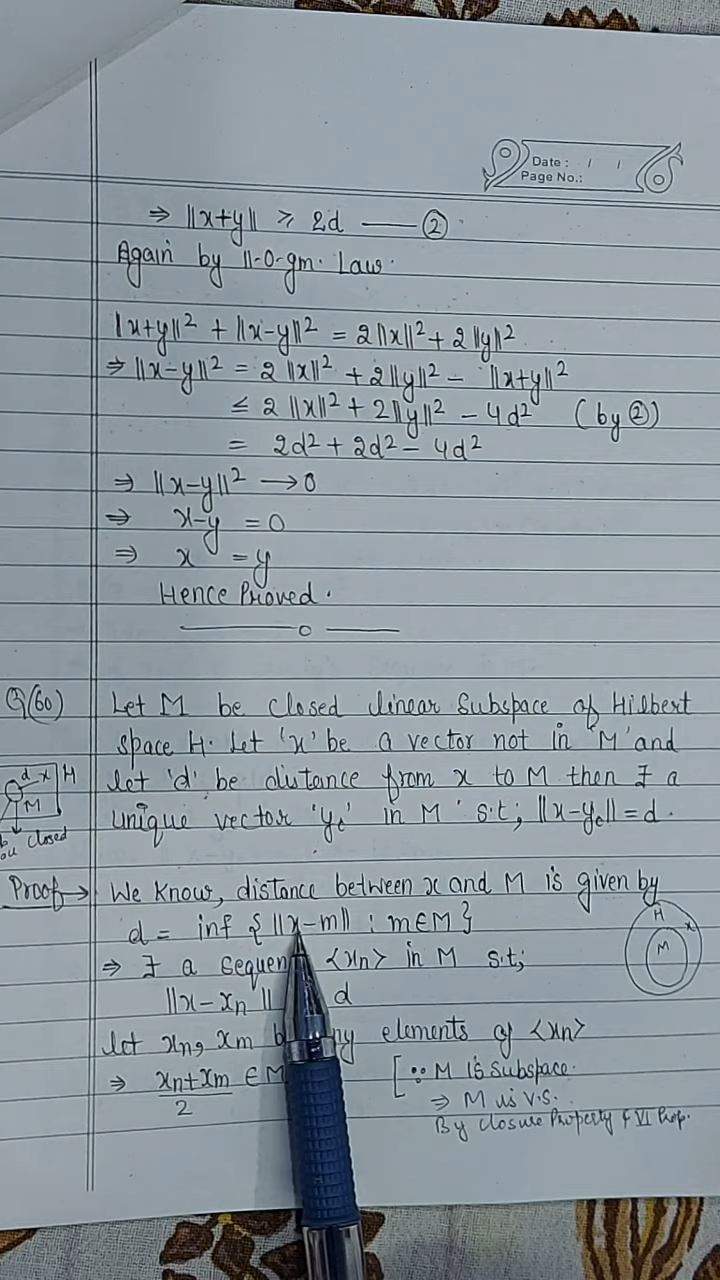 Date : / /
Page No.:
⇒ ||x+y|| ≥ 2d —— ②
Again by ||-o-gm. Law.
||x+y||² + ||x-y||² = 2||x||² + 2||y||²
⇒ ||x-y||² = 2||x||² + 2||y||² - ||x+y||²
≤ 2||x||² + 2||y||² - 4d² (by ②)
= 2d² + 2d² - 4d²
⇒ ||x-y||² → 0
⇒ x-y = 0
⇒ x = y
Hence Proved.
—— o ——
Q(60) Let M be closed linear Subspace of Hilbert
space H. Let 'x' be a vector not in 'M' and
let 'd' be distance from x to M then ∃ a
unique vector 'y₀' in M s.t; ||x-y₀|| = d.
d x H
M
closed
Proof → We know, distance between x and M is given by
d = inf { ||x-m|| : m∈M }
H
x
M
⇒ ∃ a <xn> in M s.t;
||x-xn || d
let xn, xm elements of <xn>
⇒ xn+xm/2 ∈ M [∵ M is Subspace.
⇒ M is V.S.
By Closure Property & VI Prop.